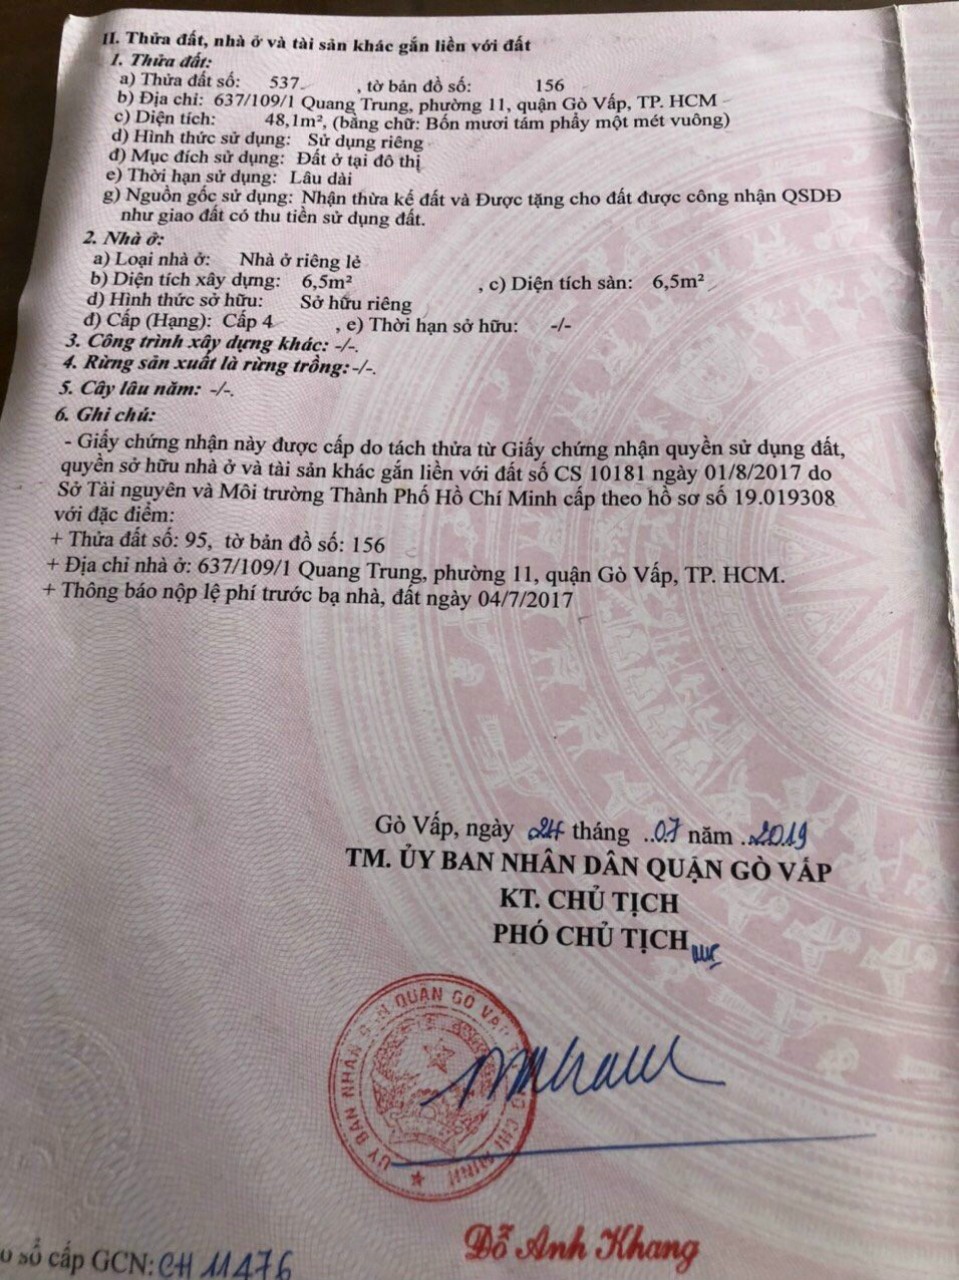 II. Thửa đất, nhà ở và tài sản khác gắn liền với đất
1. Thửa đất:
a) Thửa đất số: 537 , tờ bản đồ số: 156
b) Địa chỉ: 637/109/1 Quang Trung, phường 11, quận Gò Vấp, TP. HCM
c) Diện tích: 48,1m², (bằng chữ: Bốn mươi tám phẩy một mét vuông)
d) Hình thức sử dụng: Sử dụng riêng
đ) Mục đích sử dụng: Đất ở tại đô thị
e) Thời hạn sử dụng: Lâu dài
g) Nguồn gốc sử dụng: Nhận thừa kế đất và Được tặng cho đất được công nhận QSDĐ
như giao đất có thu tiền sử dụng đất.
2. Nhà ở:
a) Loại nhà ở: Nhà ở riêng lẻ
b) Diện tích xây dựng: 6,5m² , c) Diện tích sàn: 6,5m²
d) Hình thức sở hữu: Sở hữu riêng
đ) Cấp (Hạng): Cấp 4 , e) Thời hạn sở hữu: -/-
3. Công trình xây dựng khác: -/-.
4. Rừng sản xuất là rừng trồng:-/-.
5. Cây lâu năm: -/-.
6. Ghi chú:
- Giấy chứng nhận này được cấp do tách thửa từ Giấy chứng nhận quyền sử dụng đất,
quyền sở hữu nhà ở và tài sản khác gắn liền với đất số CS 10181 ngày 01/8/2017 do
Sở Tài nguyên và Môi trường Thành Phố Hồ Chí Minh cấp theo hồ sơ số 19.019308
với đặc điểm:
+ Thửa đất số: 95, tờ bản đồ số: 156
+ Địa chỉ nhà ở: 637/109/1 Quang Trung, phường 11, quận Gò Vấp, TP. HCM.
+ Thông báo nộp lệ phí trước bạ nhà, đất ngày 04/7/2017
Gò Vấp, ngày 24 tháng ..07 năm ..2019
TM. ỦY BAN NHÂN DÂN QUẬN GÒ VẤP
KT. CHỦ TỊCH
PHÓ CHỦ TỊCH
ỦY BAN NHÂN DÂN QUẬN GÒ VẤP CHÍ MINH
Đỗ Anh Khang
số cấp GCN: CH 11476